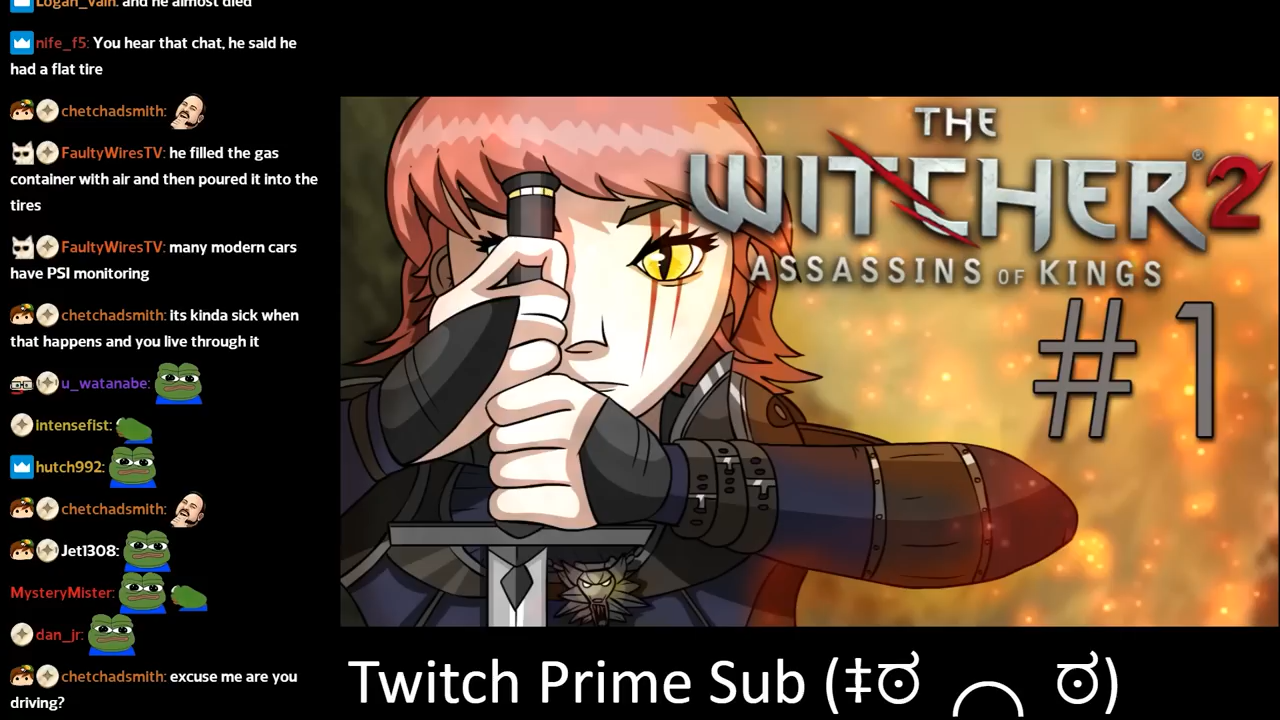 Logan_Vain: and he almost died
nife_f5: You hear that chat, he said he
had a flat tire
chetchadsmith:
FaultyWiresTV: he filled the gas
container with air and then poured it into the
tires
FaultyWiresTV: many modern cars
have PSI monitoring
chetchadsmith: its kinda sick when
that happens and you live through it
u_watanabe:
intensefist:
hutch992:
chetchadsmith:
Jet1308:
MysteryMister:
dan_jr:
chetchadsmith: excuse me are you
driving?
THE
WITCHER 2
®
ASSASSINS OF KINGS
#1
Twitch Prime Sub (‡ಠ ⁔ ಠ)